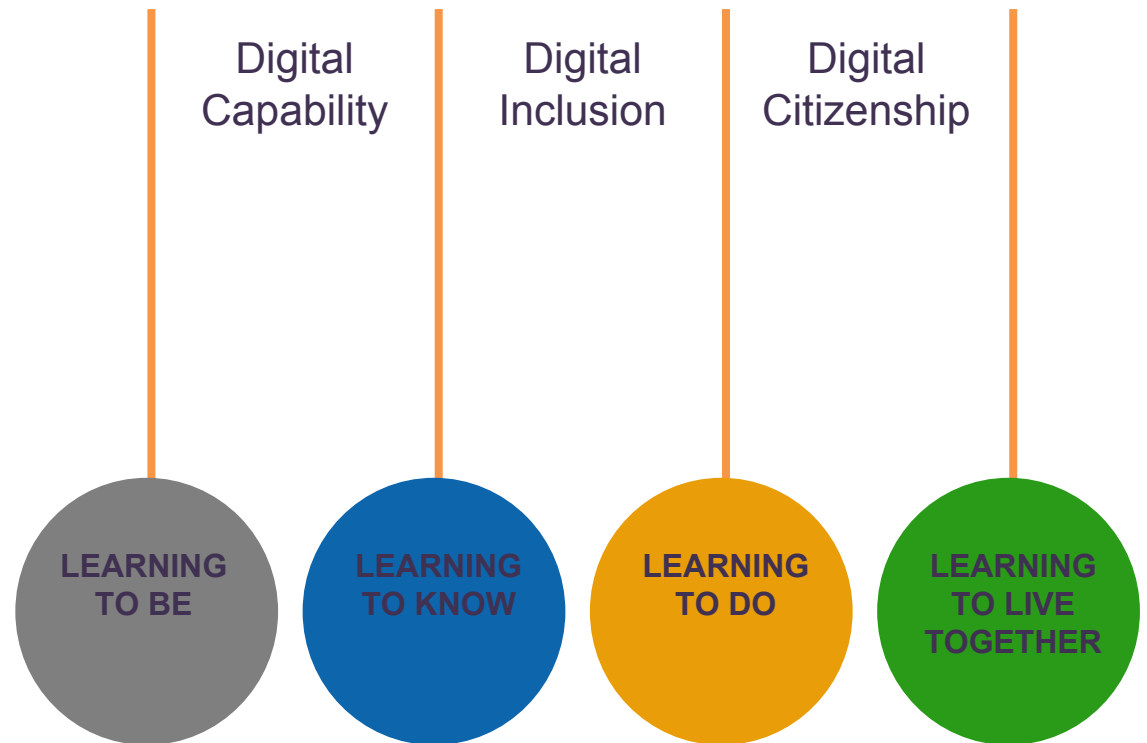 Digital
Capability
Digital
Inclusion
Digital
Citizenship
LEARNING
TO BE
LEARNING
TO KNOW
LEARNING
TO DO
LEARNING
TO LIVE
TOGETHER